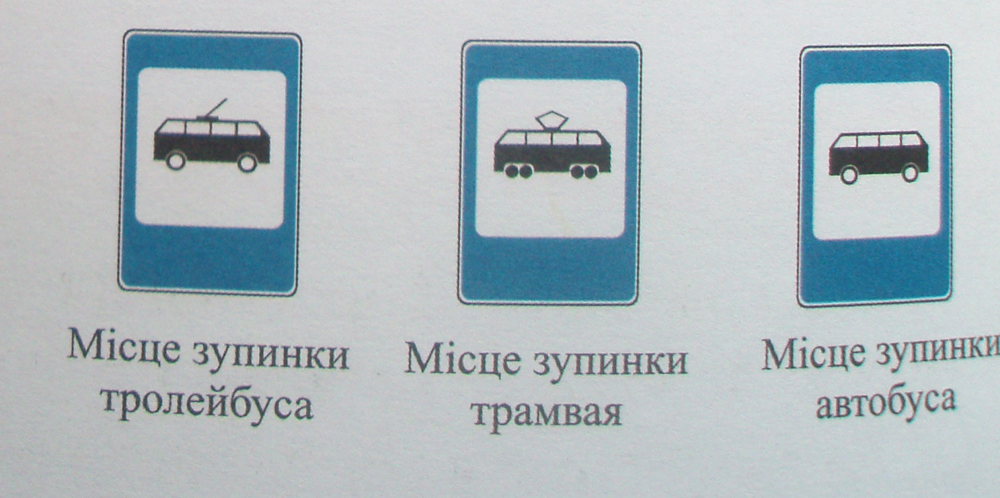 Місце зупинки
тролейбуса
Місце зупинки
трамвая
Місце зупинки
автобуса